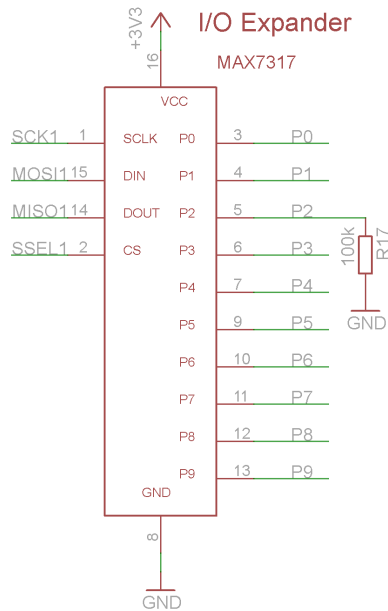 I/O Expander
+3V3
16
MAX7317
VCC
SCK1 1 SCLK P0 3 P0
MOSI1 15 DIN P1 4 P1
MISO1 14 DOUT P2 5 P2
SSEL1 2 CS P3 6 P3
100k R17
P4 7 P4
P5 9 P5
GND
P6 10 P6
P7 11 P7
P8 12 P8
P9 13 P9
GND
8
GND